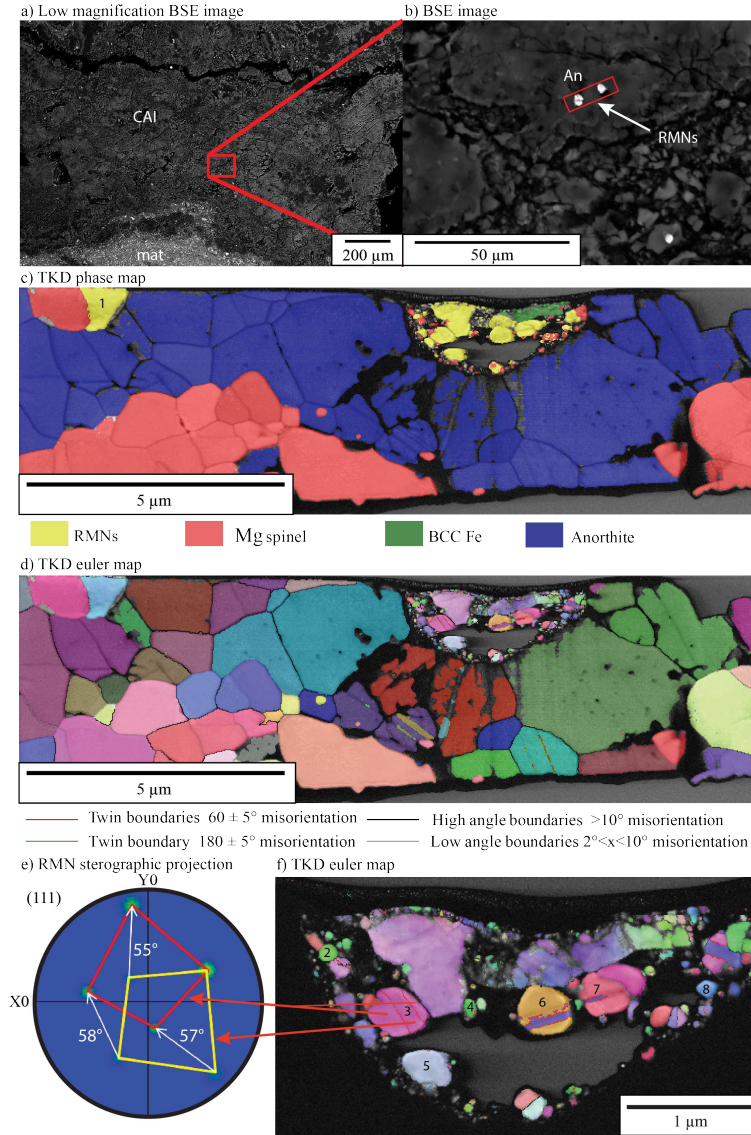 a) Low magnification BSE image
b) BSE image
CAI
mat
200 µm
An
RMNs
50 µm
c) TKD phase map
1
5 µm
RMNs
Mg spinel
BCC Fe
Anorthite
d) TKD euler map
5 µm
Twin boundaries 60 ± 5° misorientation
High angle boundaries >10° misorientation
Twin boundary 180 ± 5° misorientation
Low angle boundaries 2°<x<10° misorientation
e) RMN sterographic projection
f) TKD euler map
Y0
(111)
55°
X0
58°
57°
2
3
4
6
7
8
5
1 µm